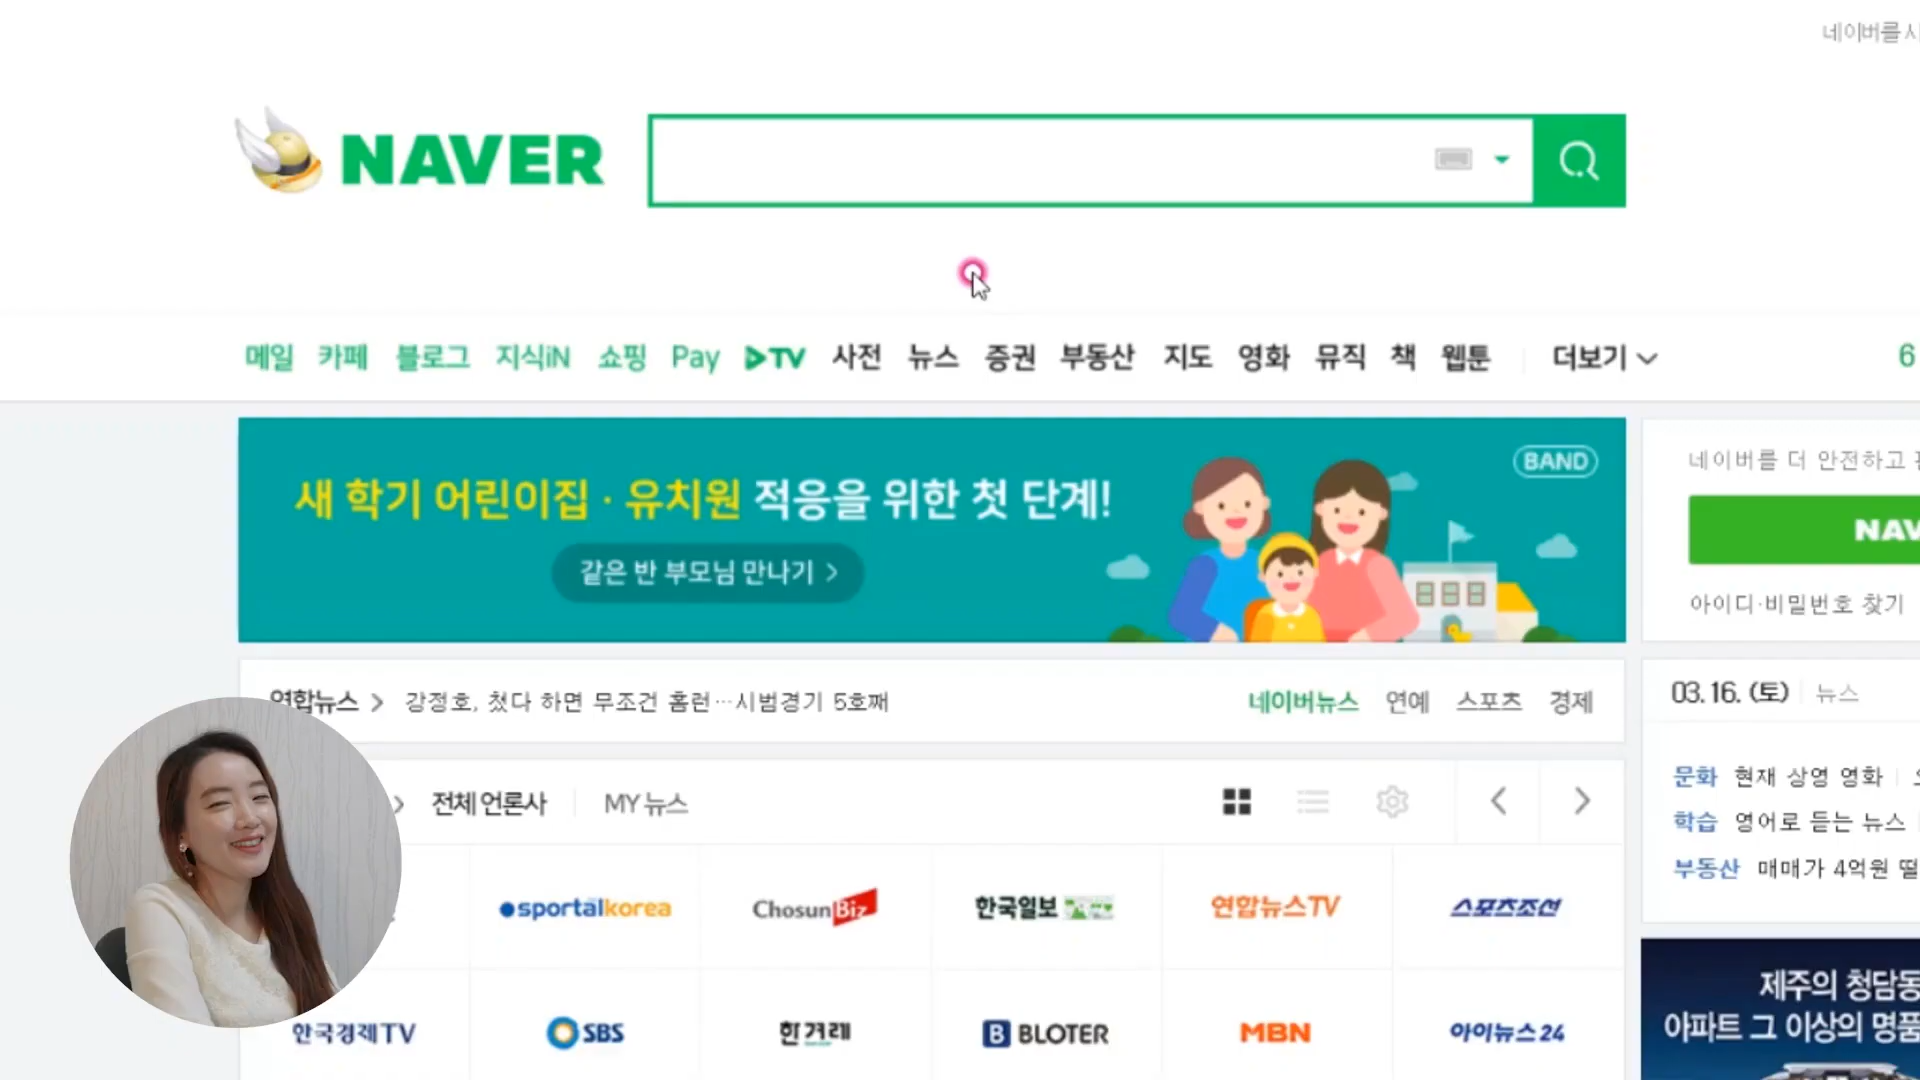 네이버를 시
NAVER
메일 카페 블로그 지식iN 쇼핑 Pay TV 사전 뉴스 증권 부동산 지도 영화 뮤직 책 웹툰 더보기
6
새 학기 어린이집 · 유치원 적응을 위한 첫 단계!
BAND
같은 반 부모님 만나기 >
네이버를 더 안전하고
NAV
아이디·비밀번호 찾기
연합뉴스 > 강정호, 쳤다 하면 무조건 홈런…시범경기 5호째
네이버뉴스 연예 스포츠 경제
03.16. (토) 뉴스
문화 현재 상영 영화
학습 영어로 듣는 뉴스
부동산 매매가 4억원 떨
> 전체 언론사 MY 뉴스
sportalkorea ChosunBiz 한국일보 연합뉴스TV 스포츠조선
한국경제TV SBS 한겨레 B BLOTER MBN 아이뉴스24
제주의 청담동
아파트 그 이상의 명품